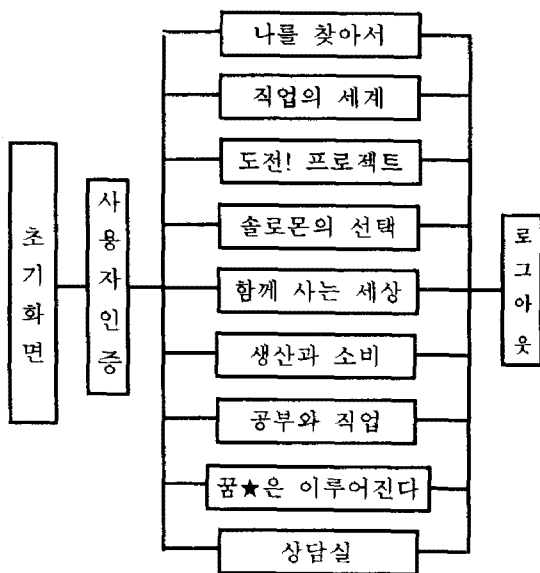 초기화면
사용자인증
나를 찾아서
직업의 세계
도전! 프로젝트
솔로몬의 선택
함께 사는 세상
생산과 소비
공부와 직업
꿈★은 이루어진다
상담실
로그아웃